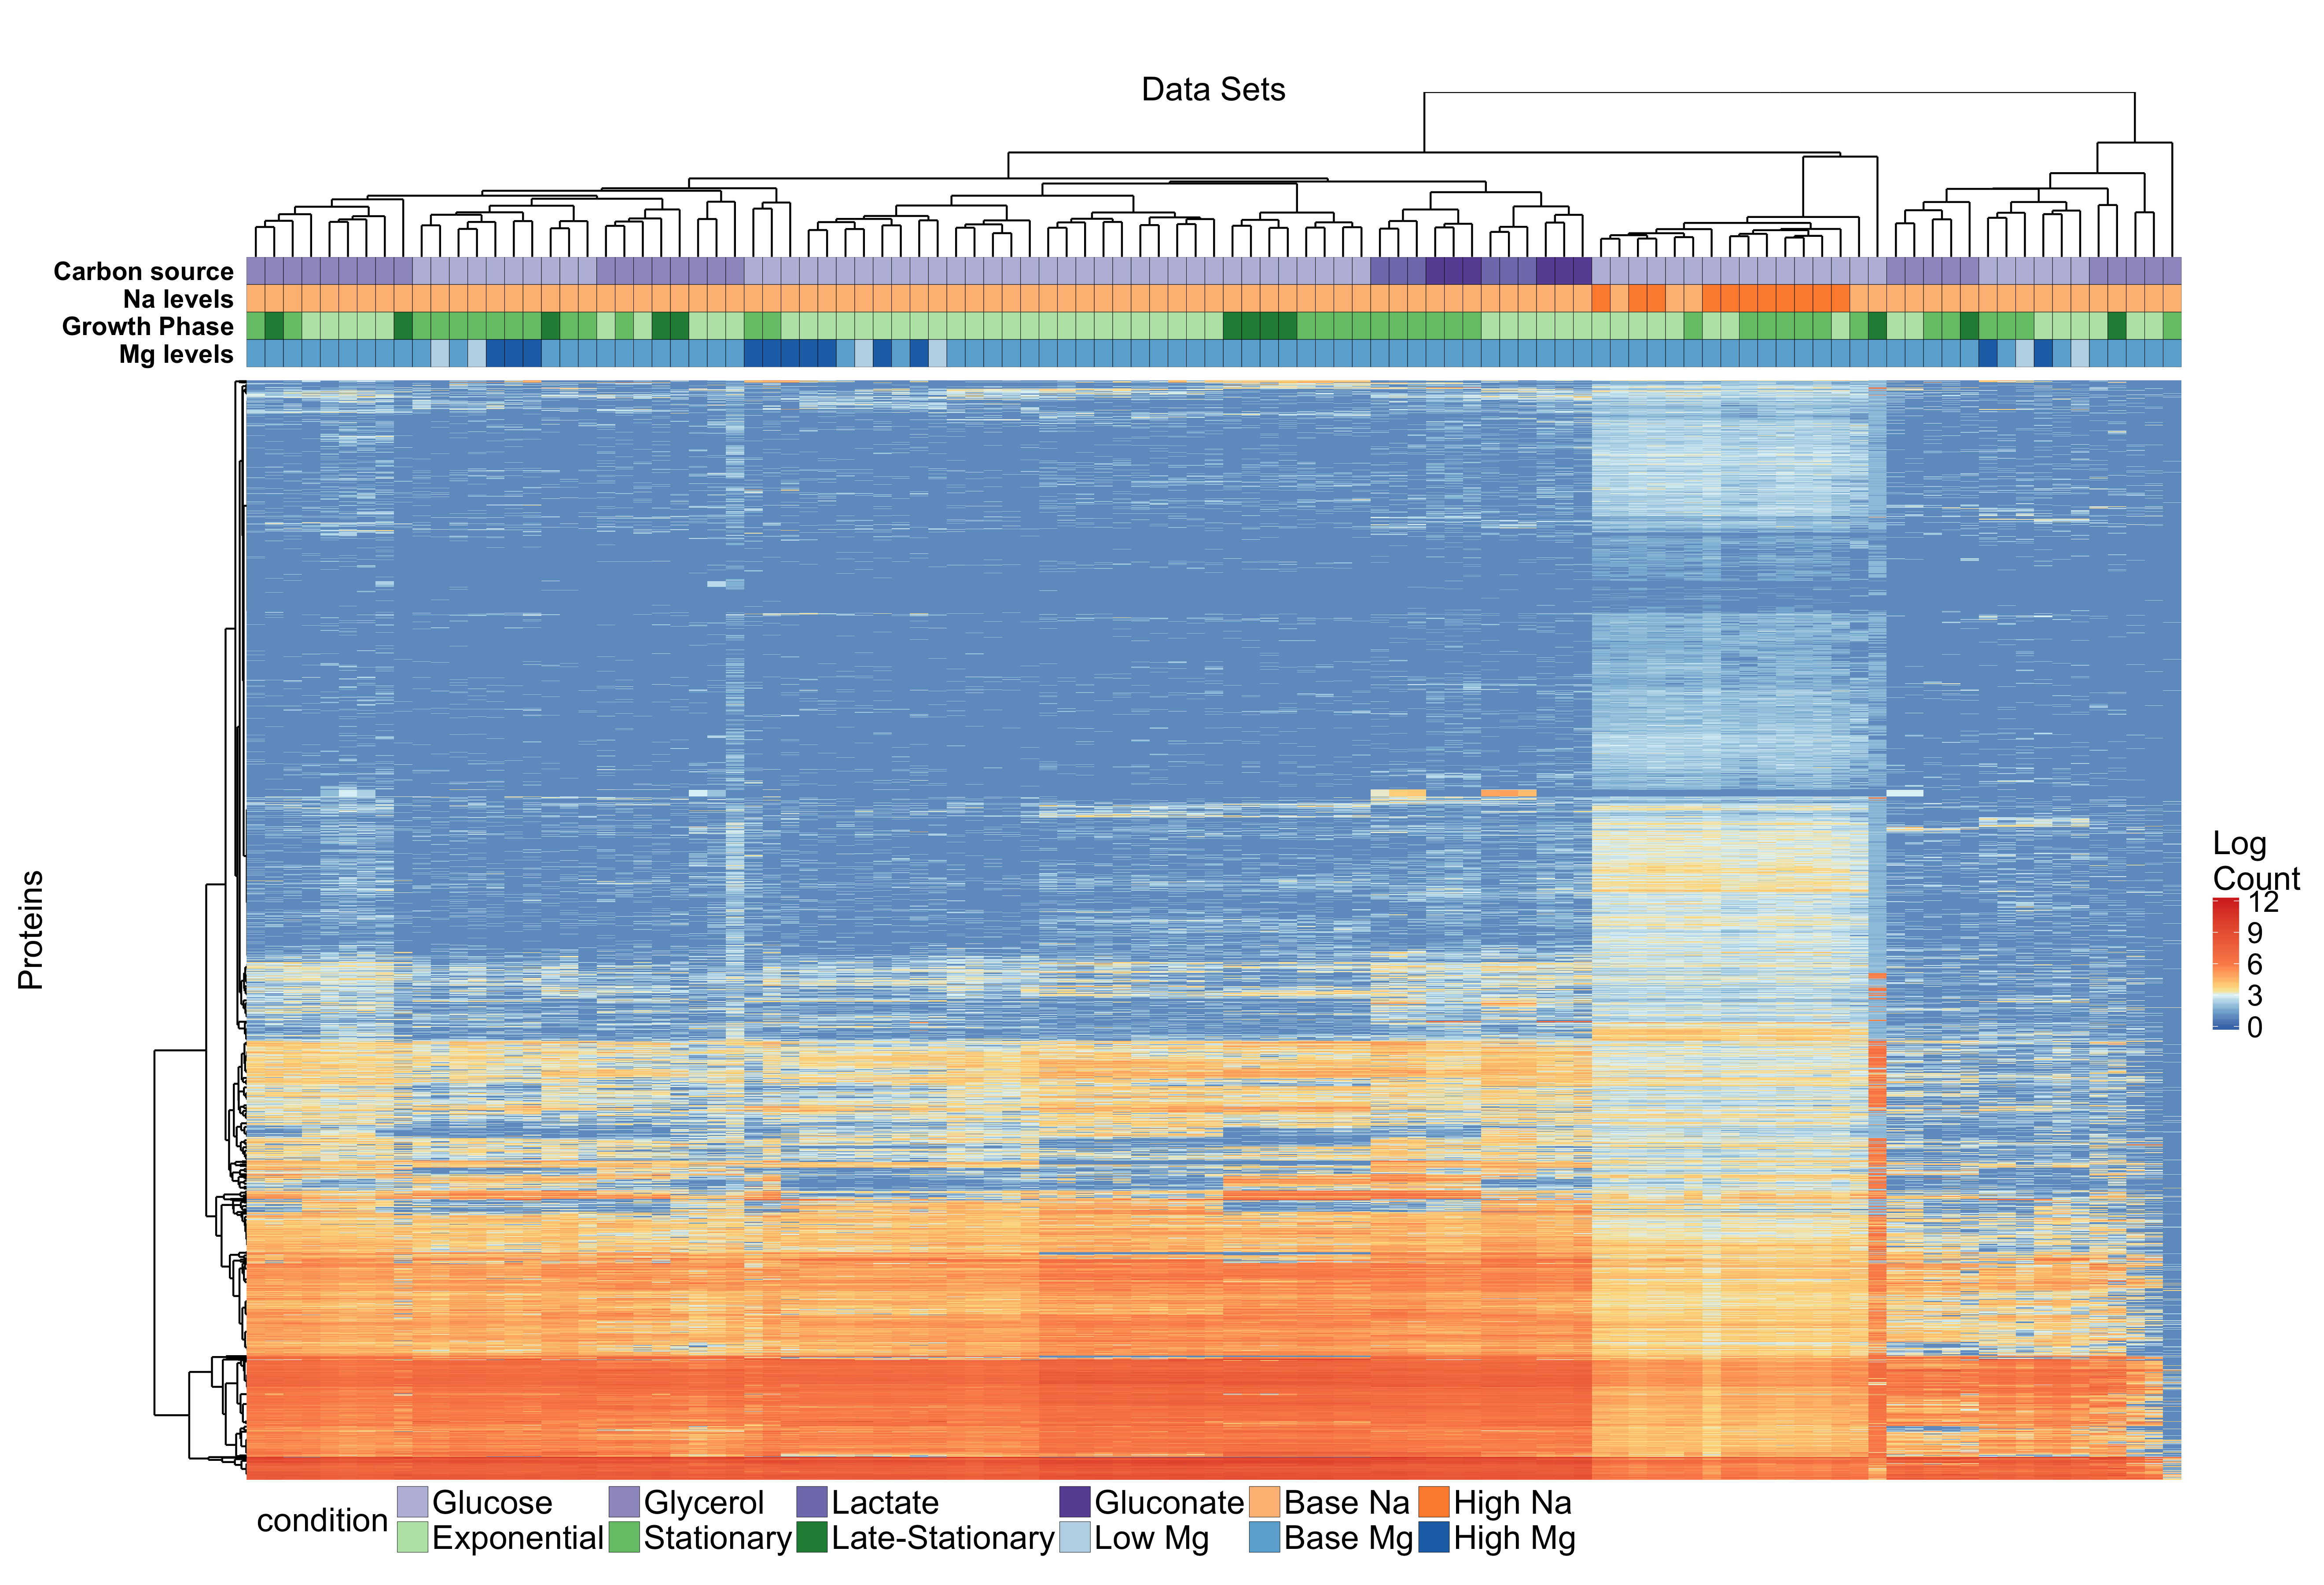 Data Sets
Carbon source
Na levels
Growth Phase
Mg levels
Proteins
Log
Count
12
9
6
3
0
condition
Glucose Glycerol Lactate Gluconate Base Na High Na
Exponential Stationary Late-Stationary Low Mg Base Mg High Mg